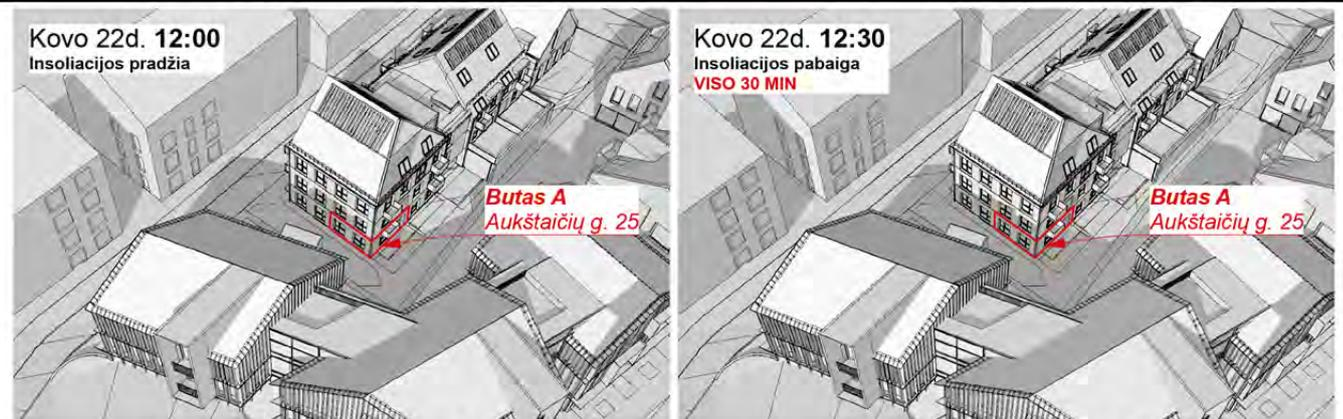 Kovo 22d. 12:00
Insoliacijos pradžia
Butas A
Aukštaičių g. 25
Kovo 22d. 12:30
Insoliacijos pabaiga
VISO 30 MIN
Butas A
Aukštaičių g. 25